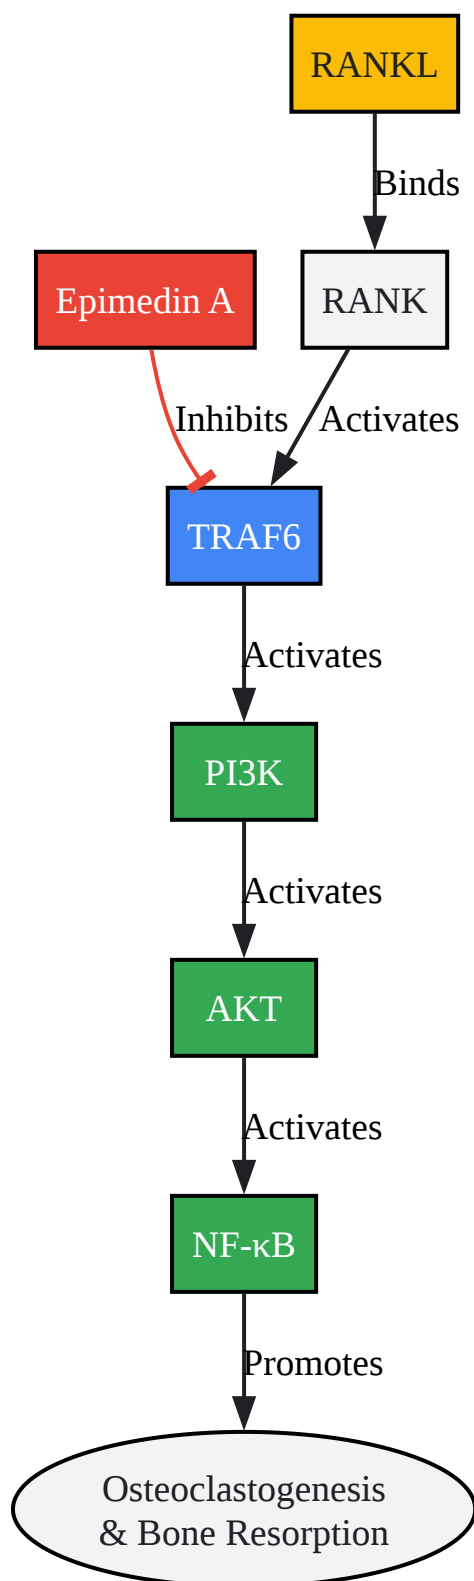 RANKL
Binds
Epimedin A
RANK
Inhibits
Activates
TRAF6
Activates
PI3K
Activates
AKT
Activates
NF-κB
Promotes
Osteoclastogenesis
& Bone Resorption